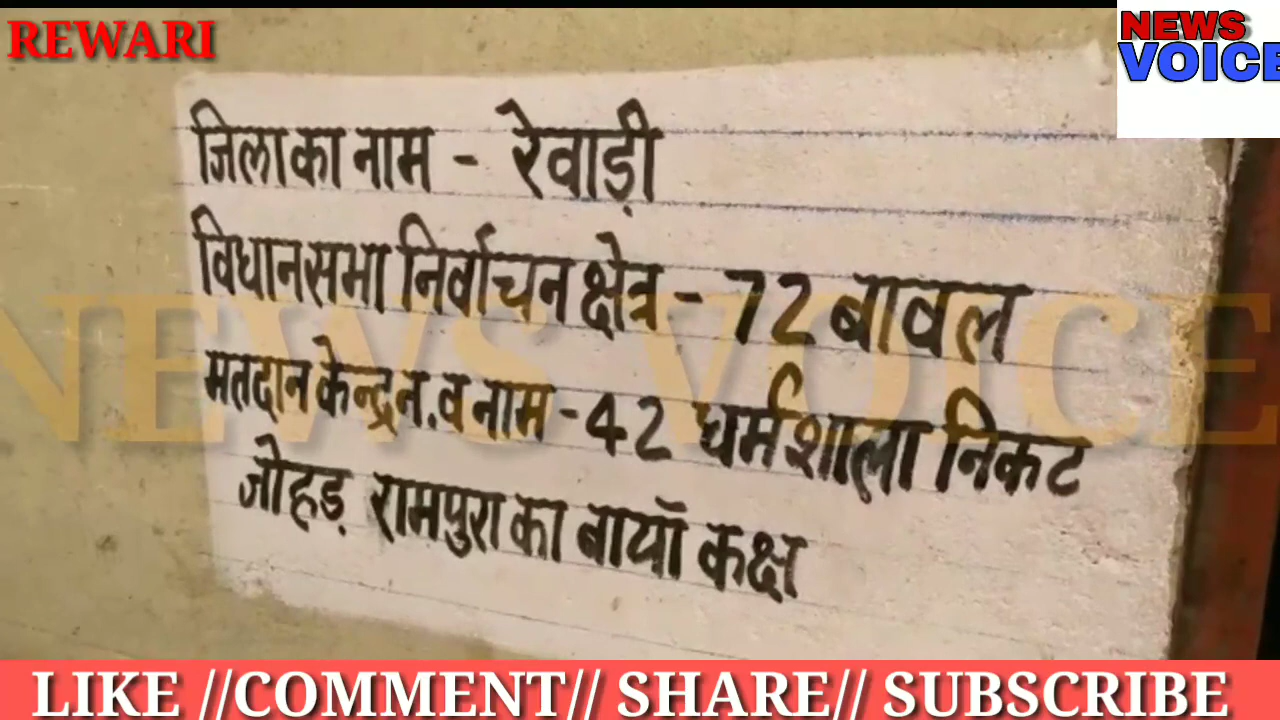 REWARI
NEWS
VOICE
जिला का नाम - रेवाड़ी
विधानसभा निर्वाचन क्षेत्र - 72 बावल
मतदान केन्द्र न. व नाम - 42 धर्मशाला निकट
जोहड़ रामपुरा का बायाँ कक्ष
NEWS VOICE
LIKE //COMMENT// SHARE// SUBSCRIBE